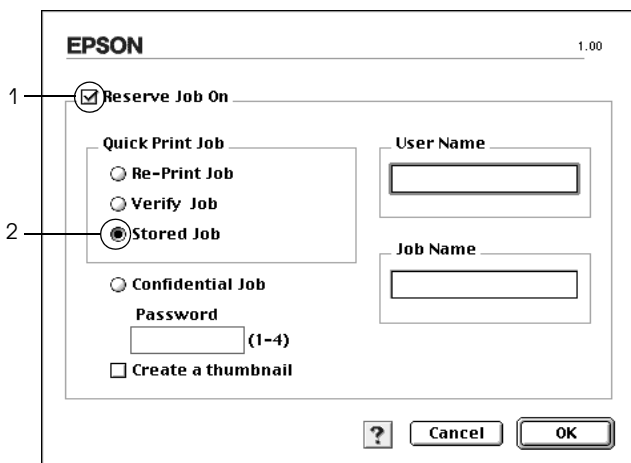 EPSON
1.00
1
Reserve Job On
Quick Print Job
Re-Print Job
Verify Job
2
Stored Job
Confidential Job
Password
(1-4)
Create a thumbnail
User Name
Job Name
?
Cancel
OK